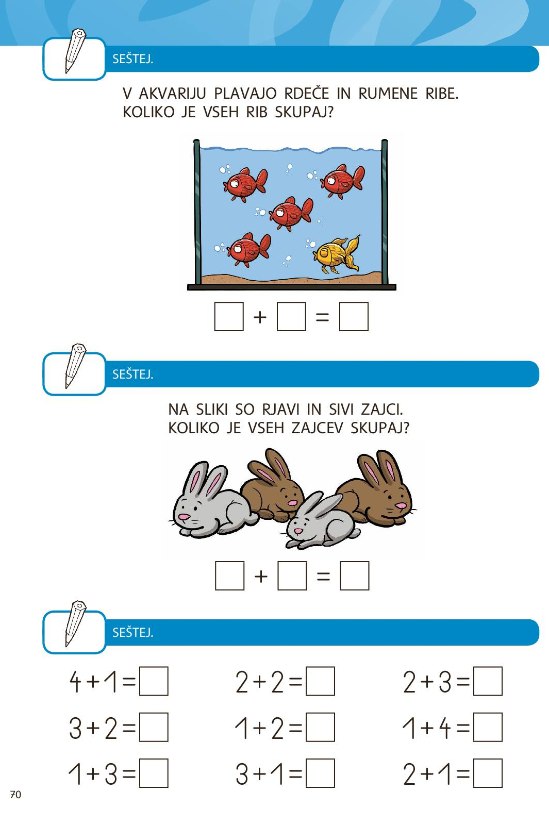 SEŠTEJ.
V AKVARIJU PLAVAJO RDEČE IN RUMENE RIBE.
KOLIKO JE VSEH RIB SKUPAJ?
+ =
SEŠTEJ.
NA SLIKI SO RJAVI IN SIVI ZAJCI.
KOLIKO JE VSEH ZAJCEV SKUPAJ?
+ =
SEŠTEJ.
4+1= 2+2= 2+3=
3+2= 1+2= 1+4=
1+3= 3+1= 2+1=
70